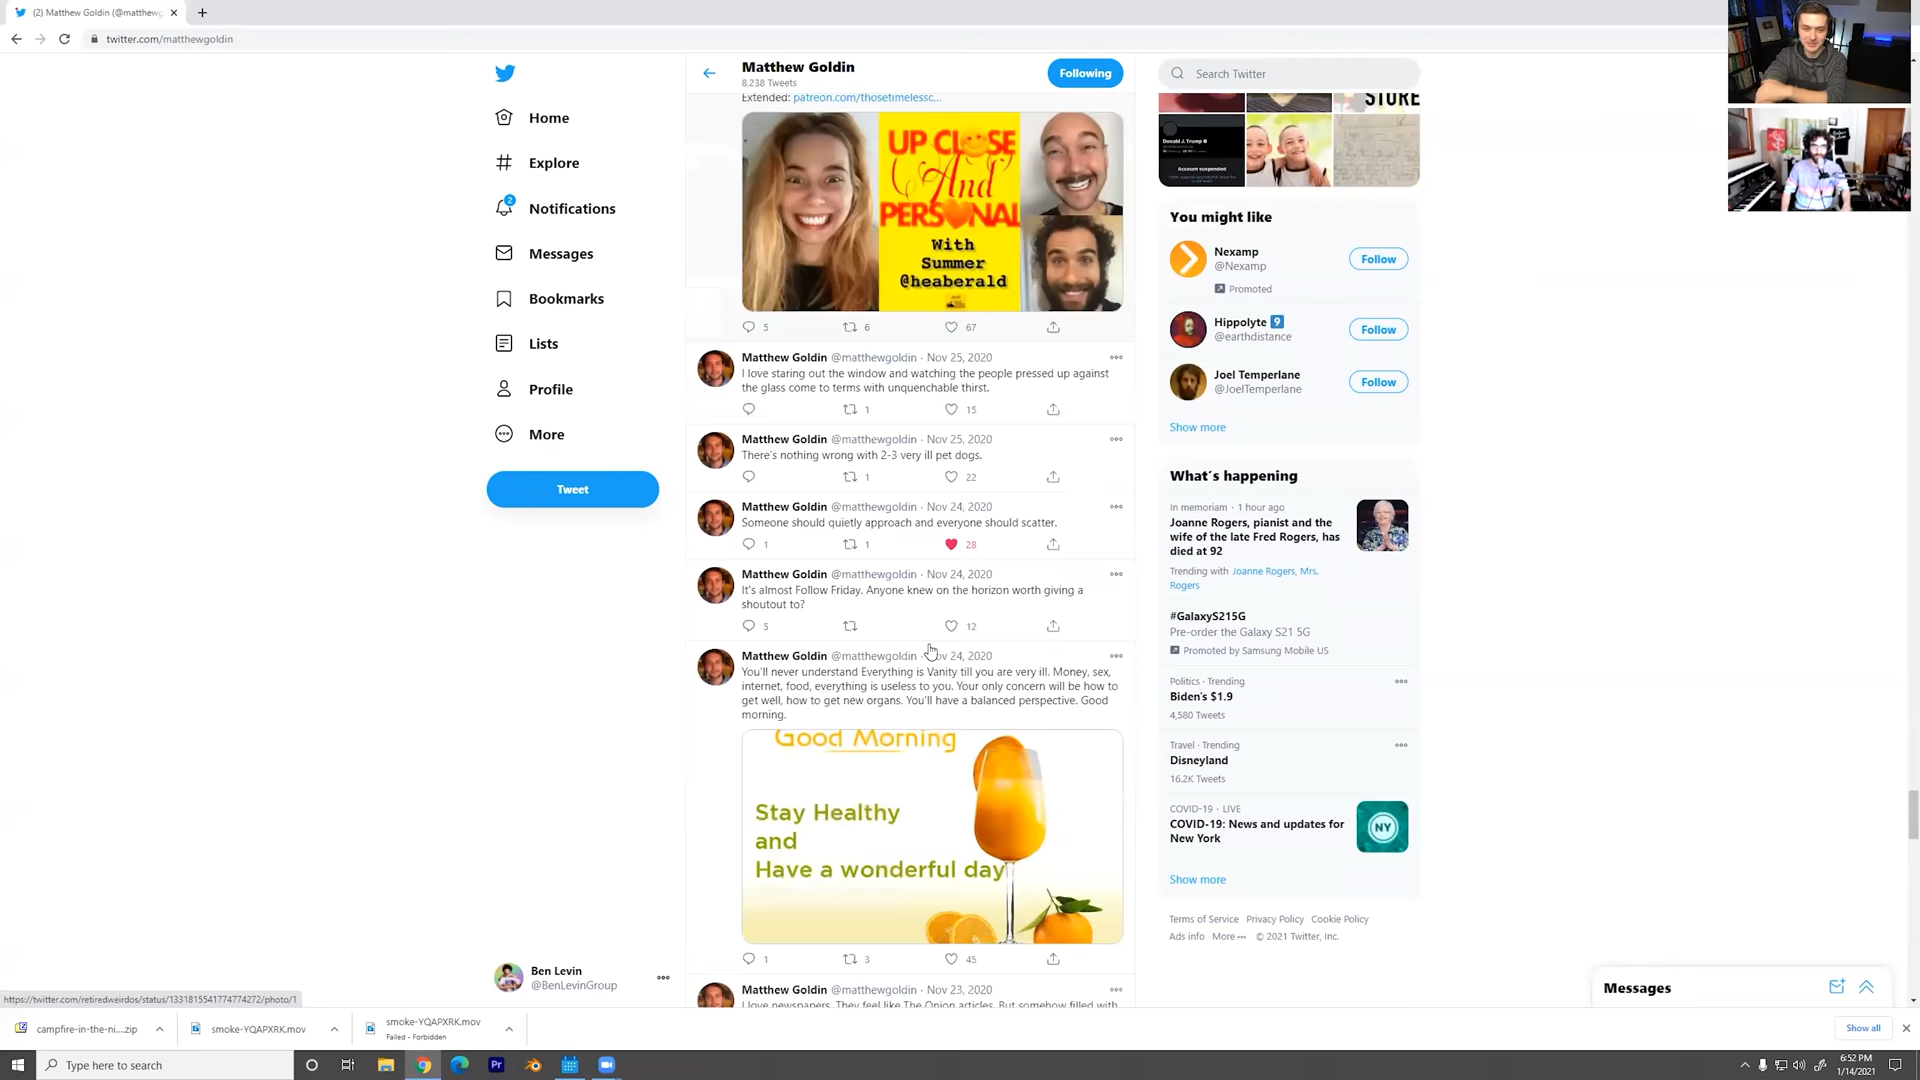 (2) Matthew Goldin (@matthewg
twitter.com/matthewgoldin
Home
Explore
2
Notifications
Messages
Bookmarks
Lists
Profile
More
Tweet
Ben Levin
@BenLevinGroup
Matthew Goldin
8,238 Tweets
Following
Extended: patreon.com/thosetimelessc...
UP CLOSE
And
PERSONAL
With
Summer
@heaberald
5 6 67
Matthew Goldin @matthewgoldin · Nov 25, 2020
I love staring out the window and watching the people pressed up against
the glass come to terms with unquenchable thirst.
1 15
Matthew Goldin @matthewgoldin · Nov 25, 2020
There's nothing wrong with 2-3 very ill pet dogs.
1 22
Matthew Goldin @matthewgoldin · Nov 24, 2020
Someone should quietly approach and everyone should scatter.
1 1 28
Matthew Goldin @matthewgoldin · Nov 24, 2020
It's almost Follow Friday. Anyone knew on the horizon worth giving a
shoutout to?
5 12
Matthew Goldin @matthewgoldin · Nov 24, 2020
You'll never understand Everything is Vanity till you are very ill. Money, sex,
internet, food, everything is useless to you. Your only concern will be how to
get well, how to get new organs. You'll have a balanced perspective. Good
morning.
Good Morning
Stay Healthy
and
Have a wonderful day
1 3 45
Matthew Goldin @matthewgoldin · Nov 23, 2020
I love newspapers. They feel like The Onion articles. But somehow filled with
Search Twitter
STORE
Donald J. Trump
Account suspended
You might like
Nexamp
@Nexamp
Promoted
Follow
Hippolyte 9
@earthdistance
Follow
Joel Temperlane
@JoelTemperlane
Follow
Show more
What's happening
In memoriam · 1 hour ago
Joanne Rogers, pianist and the
wife of the late Fred Rogers, has
died at 92
Trending with Joanne Rogers, Mrs.
Rogers
#GalaxyS215G
Pre-order the Galaxy S21 5G
Promoted by Samsung Mobile US
Politics · Trending
Biden's $1.9
4,580 Tweets
Travel · Trending
Disneyland
16.2K Tweets
COVID-19 · LIVE
COVID-19: News and updates for
New York
NY
Show more
Terms of Service Privacy Policy Cookie Policy
Ads info More ··· © 2021 Twitter, Inc.
Messages
https://twitter.com/retiredweirdos/status/1331815541774774272/photo/1
campfire-in-the-ni....zip
smoke-YQAPXRK.mov
smoke-YQAPXRK.mov
Failed - Forbidden
Show all
Type here to search
Pr
6:52 PM
1/14/2021